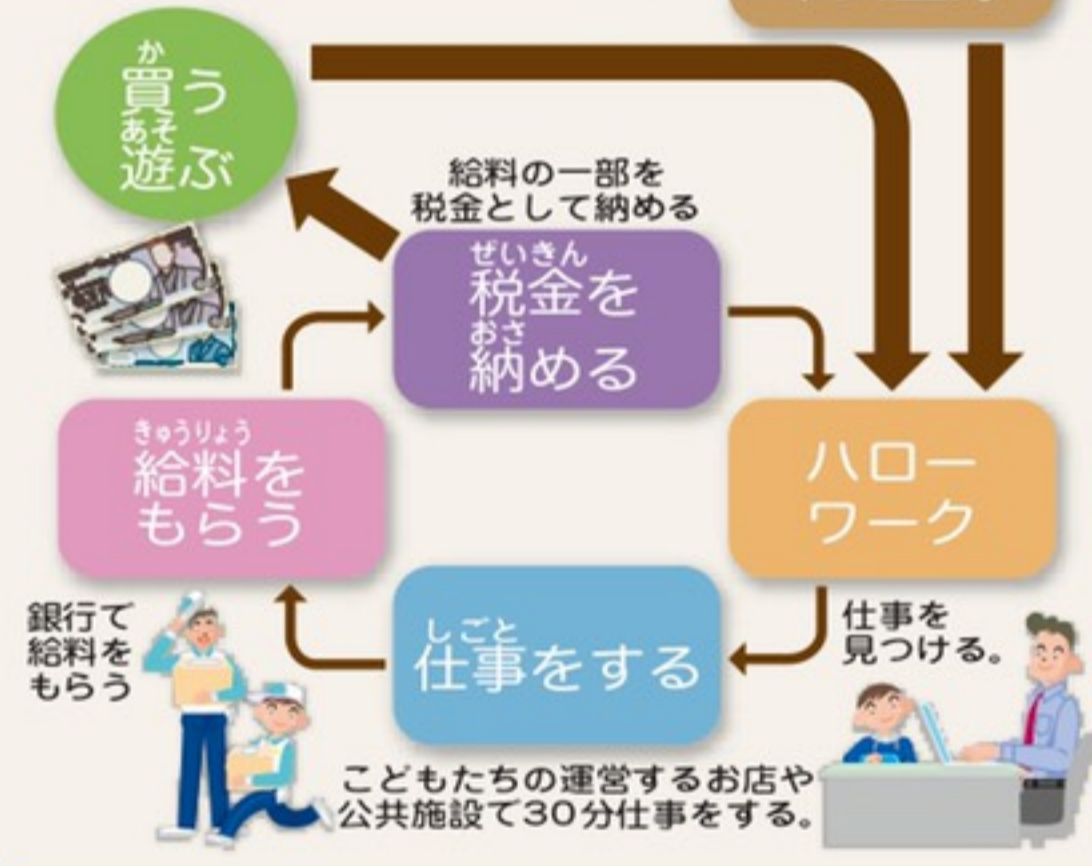 か
買う
あそ
遊ぶ
給料の一部を
税金として納める
ぜいきん
税金を
おさ
納める
きゅうりょう
給料を
もらう
ハロー
ワーク
銀行で
給料を
もらう
しごと
仕事をする
仕事を
見つける。
こどもたちの運営するお店や
公共施設で30分仕事をする。